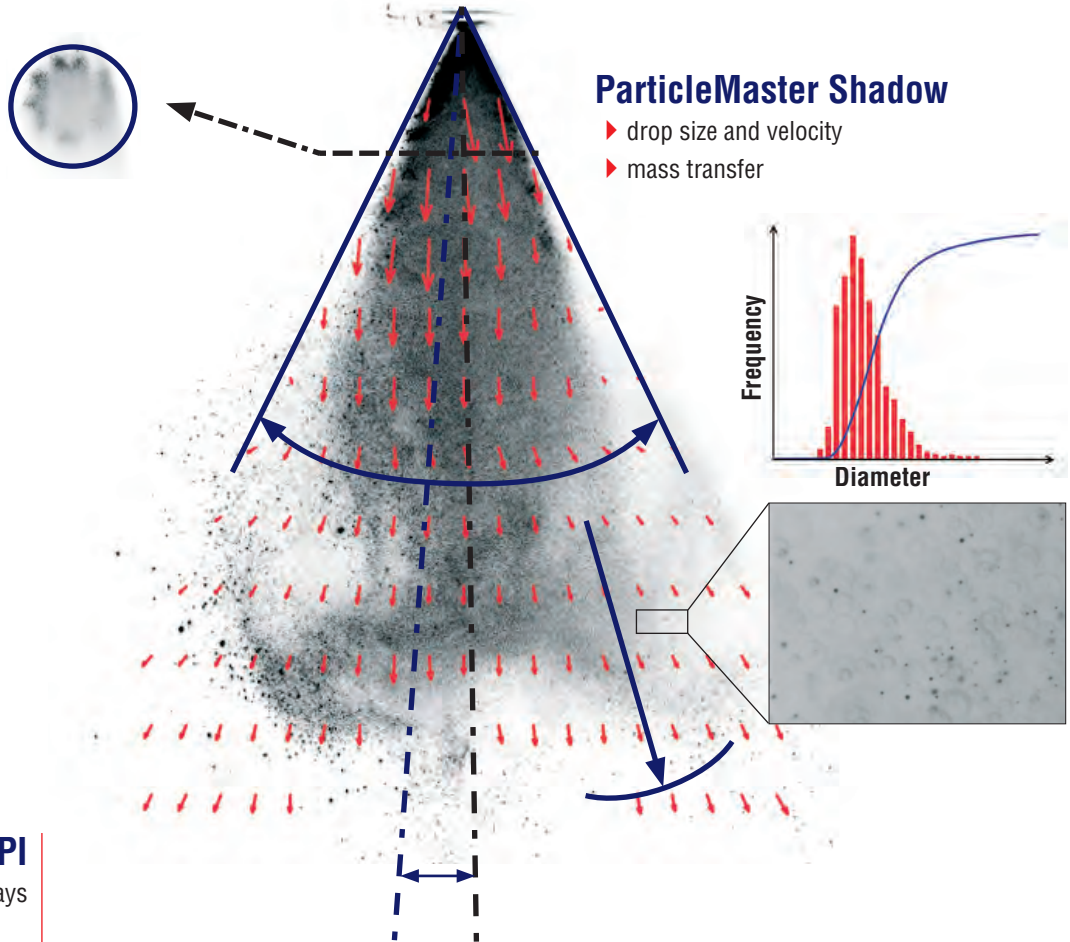 ParticleMaster Shadow
drop size and velocity
mass transfer
Frequency
Diameter
PI
ays